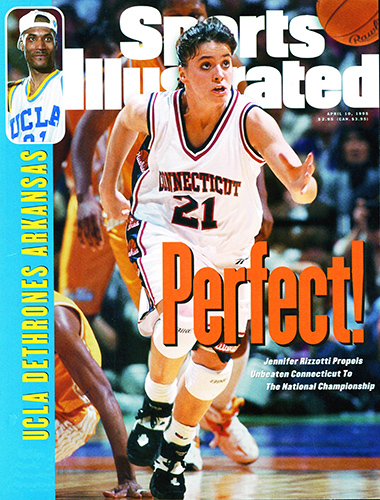 Sports
Illustrated
APRIL 10, 1995
$2.95 (CAN. $3.95)
UCLA
21
UCLA DETHRONES ARKANSAS
CONNECTICUT
21
Perfect!
Jennifer Rizzotti Propels
Unbeaten Connecticut To
The National Championship